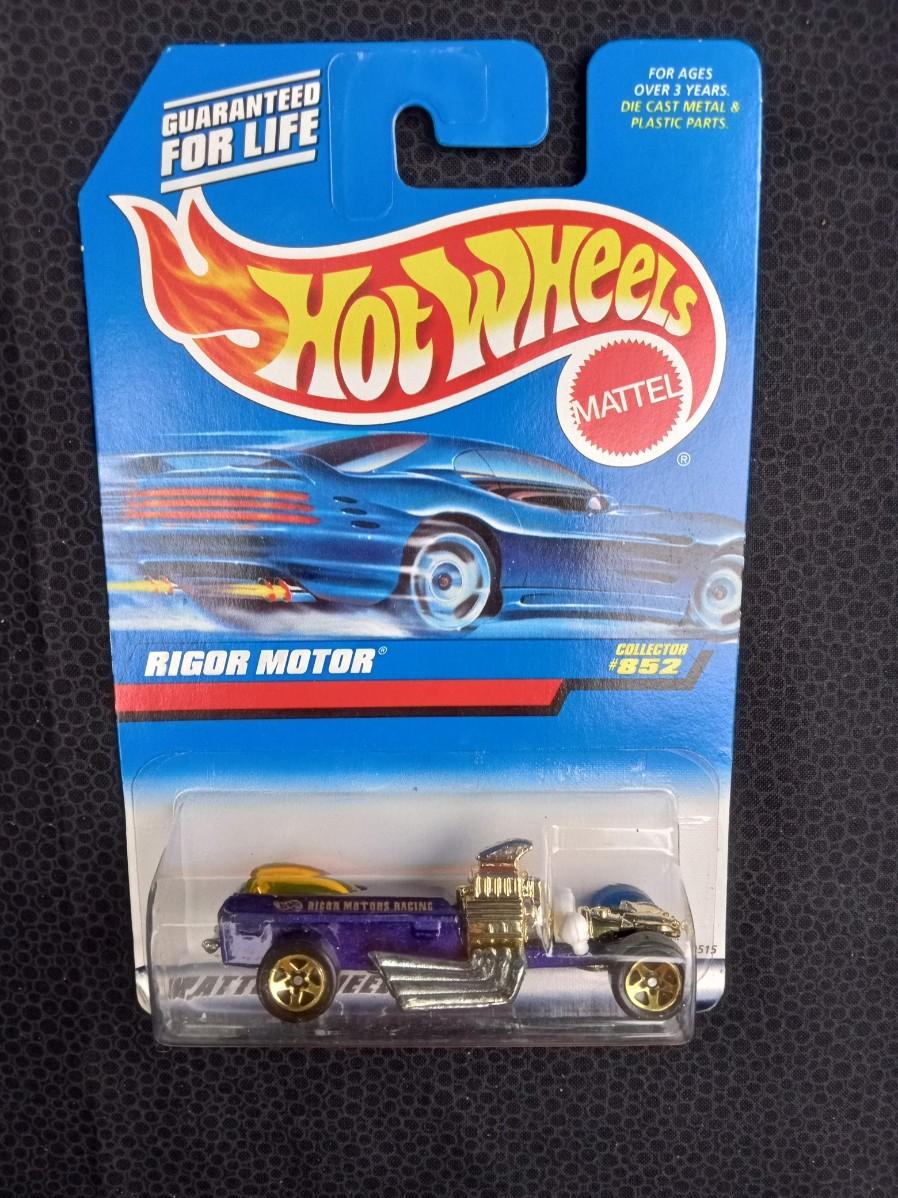 GUARANTEED
FOR LIFE
FOR AGES
OVER 3 YEARS.
DIE CAST METAL &
PLASTIC PARTS.
HOT WHEELS
MATTEL
®
RIGOR MOTOR®
COLLECTOR
#852
RIGOR MOTORS RACING